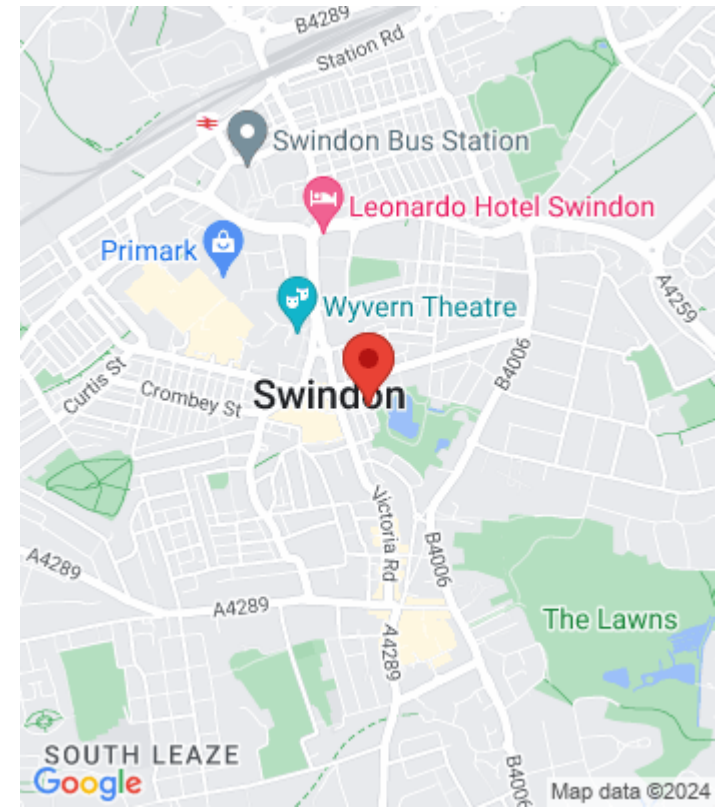 B4289
Station Rd
Swindon Bus Station
Leonardo Hotel Swindon
Primark
A4259
Wyvern Theatre
B4006
Curtis St
Crombey St
Swindon
Victoria Rd
B4006
A4289
A4289
The Lawns
A4289
SOUTH LEAZE
B4006
Google
Map data ©2024